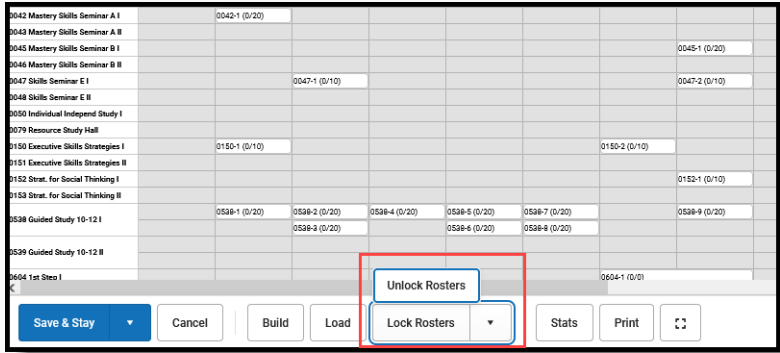 0042 Mastery Skills Seminar A I 0042-1 (0/20)
0043 Mastery Skills Seminar A II
0045 Mastery Skills Seminar B I 0045-1 (0/20)
0046 Mastery Skills Seminar B II
0047 Skills Seminar E I 0047-1 (0/10) 0047-2 (0/10)
0048 Skills Seminar E II
0050 Individual Independ Study I
0079 Resource Study Hall
0150 Executive Skills Strategies I 0150-1 (0/10) 0150-2 (0/10)
0151 Executive Skills Strategies II
0152 Strat. for Social Thinking I 0152-1 (0/10)
0153 Strat. for Social Thinking II
0538 Guided Study 10-12 I 0538-1 (0/20) 0538-2 (0/20) 0538-4 (0/20) 0538-5 (0/20) 0538-7 (0/20) 0538-9 (0/20)
0538-3 (0/20) 0538-6 (0/20) 0538-8 (0/20)
0539 Guided Study 10-12 II
0604 1st Step I 0604-1 (0/0)
Unlock Rosters
Save & Stay Cancel Build Load Lock Rosters Stats Print